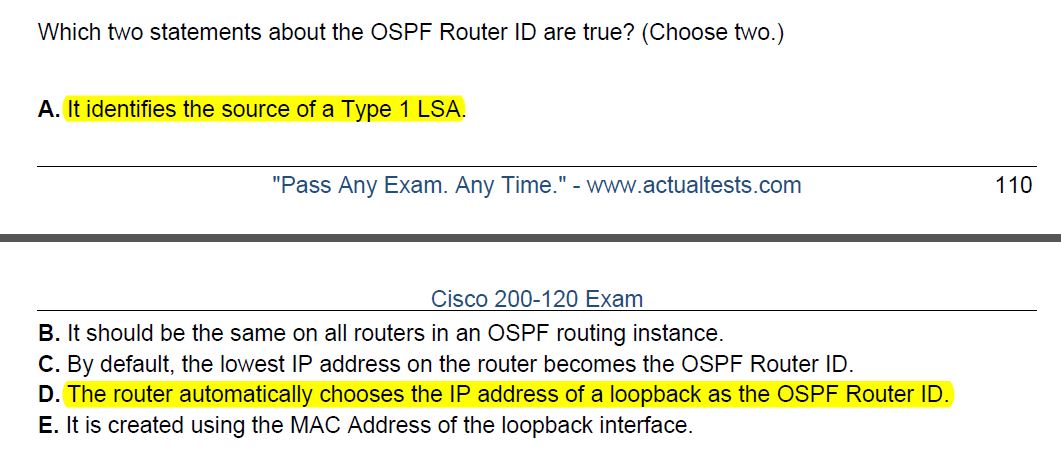 Which two statements about the OSPF Router ID are true? (Choose two.)
A. It identifies the source of a Type 1 LSA.
"Pass Any Exam. Any Time." - www.actualtests.com 110
Cisco 200-120 Exam
B. It should be the same on all routers in an OSPF routing instance.
C. By default, the lowest IP address on the router becomes the OSPF Router ID.
D. The router automatically chooses the IP address of a loopback as the OSPF Router ID.
E. It is created using the MAC Address of the loopback interface.